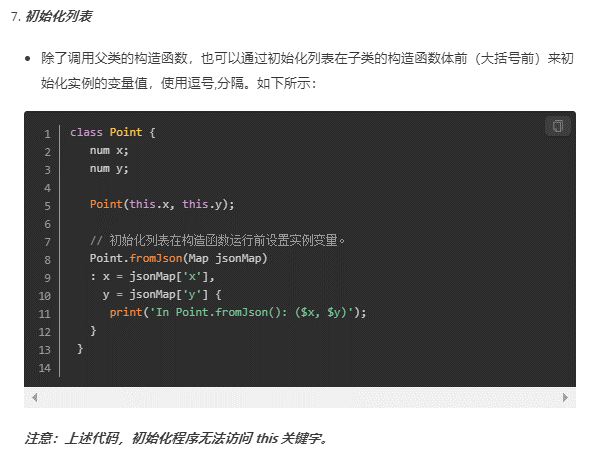 7. 初始化列表
• 除了调用父类的构造函数，也可以通过初始化列表在子类的构造函数体前（大括号前）来初
始化实例的变量值，使用逗号,分隔。如下所示：
1 class Point {
2 num x;
3 num y;
4
5 Point(this.x, this.y);
6
7 // 初始化列表在构造函数运行前设置实例变量。
8 Point.fromJson(Map jsonMap)
9 : x = jsonMap['x'],
10 y = jsonMap['y'] {
11 print('In Point.fromJson(): ($x, $y)');
12 }
13 }
14
注意：上述代码，初始化程序无法访问 this 关键字。